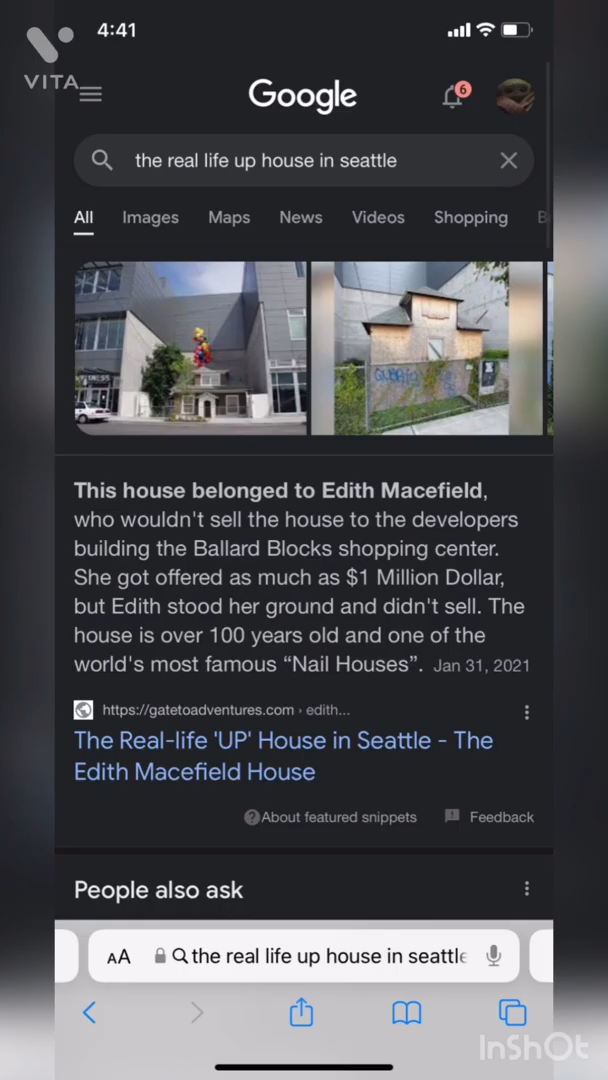 4:41
VITA
Google
6
the real life up house in seattle
All Images Maps News Videos Shopping
This house belonged to Edith Macefield,
who wouldn't sell the house to the developers
building the Ballard Blocks shopping center.
She got offered as much as $1 Million Dollar,
but Edith stood her ground and didn't sell. The
house is over 100 years old and one of the
world's most famous “Nail Houses”. Jan 31, 2021
https://gatetoadventures.com › edith...
The Real-life 'UP' House in Seattle - The
Edith Macefield House
About featured snippets Feedback
People also ask
AA the real life up house in seattle
InShOt